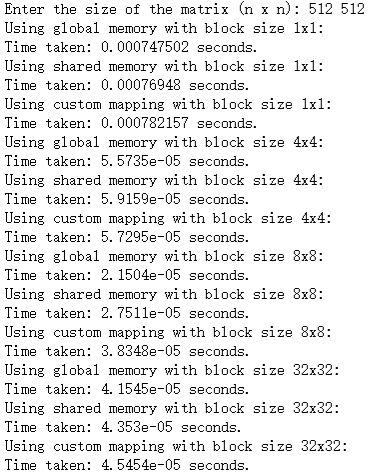 Enter the size of the matrix (n x n): 512 512
Using global memory with block size 1x1:
Time taken: 0.000747502 seconds.
Using shared memory with block size 1x1:
Time taken: 0.00076948 seconds.
Using custom mapping with block size 1x1:
Time taken: 0.000782157 seconds.
Using global memory with block size 4x4:
Time taken: 5.5735e-05 seconds.
Using shared memory with block size 4x4:
Time taken: 5.9159e-05 seconds.
Using custom mapping with block size 4x4:
Time taken: 5.7295e-05 seconds.
Using global memory with block size 8x8:
Time taken: 2.1504e-05 seconds.
Using shared memory with block size 8x8:
Time taken: 2.7511e-05 seconds.
Using custom mapping with block size 8x8:
Time taken: 3.8348e-05 seconds.
Using global memory with block size 32x32:
Time taken: 4.1545e-05 seconds.
Using shared memory with block size 32x32:
Time taken: 4.353e-05 seconds.
Using custom mapping with block size 32x32:
Time taken: 4.5454e-05 seconds.